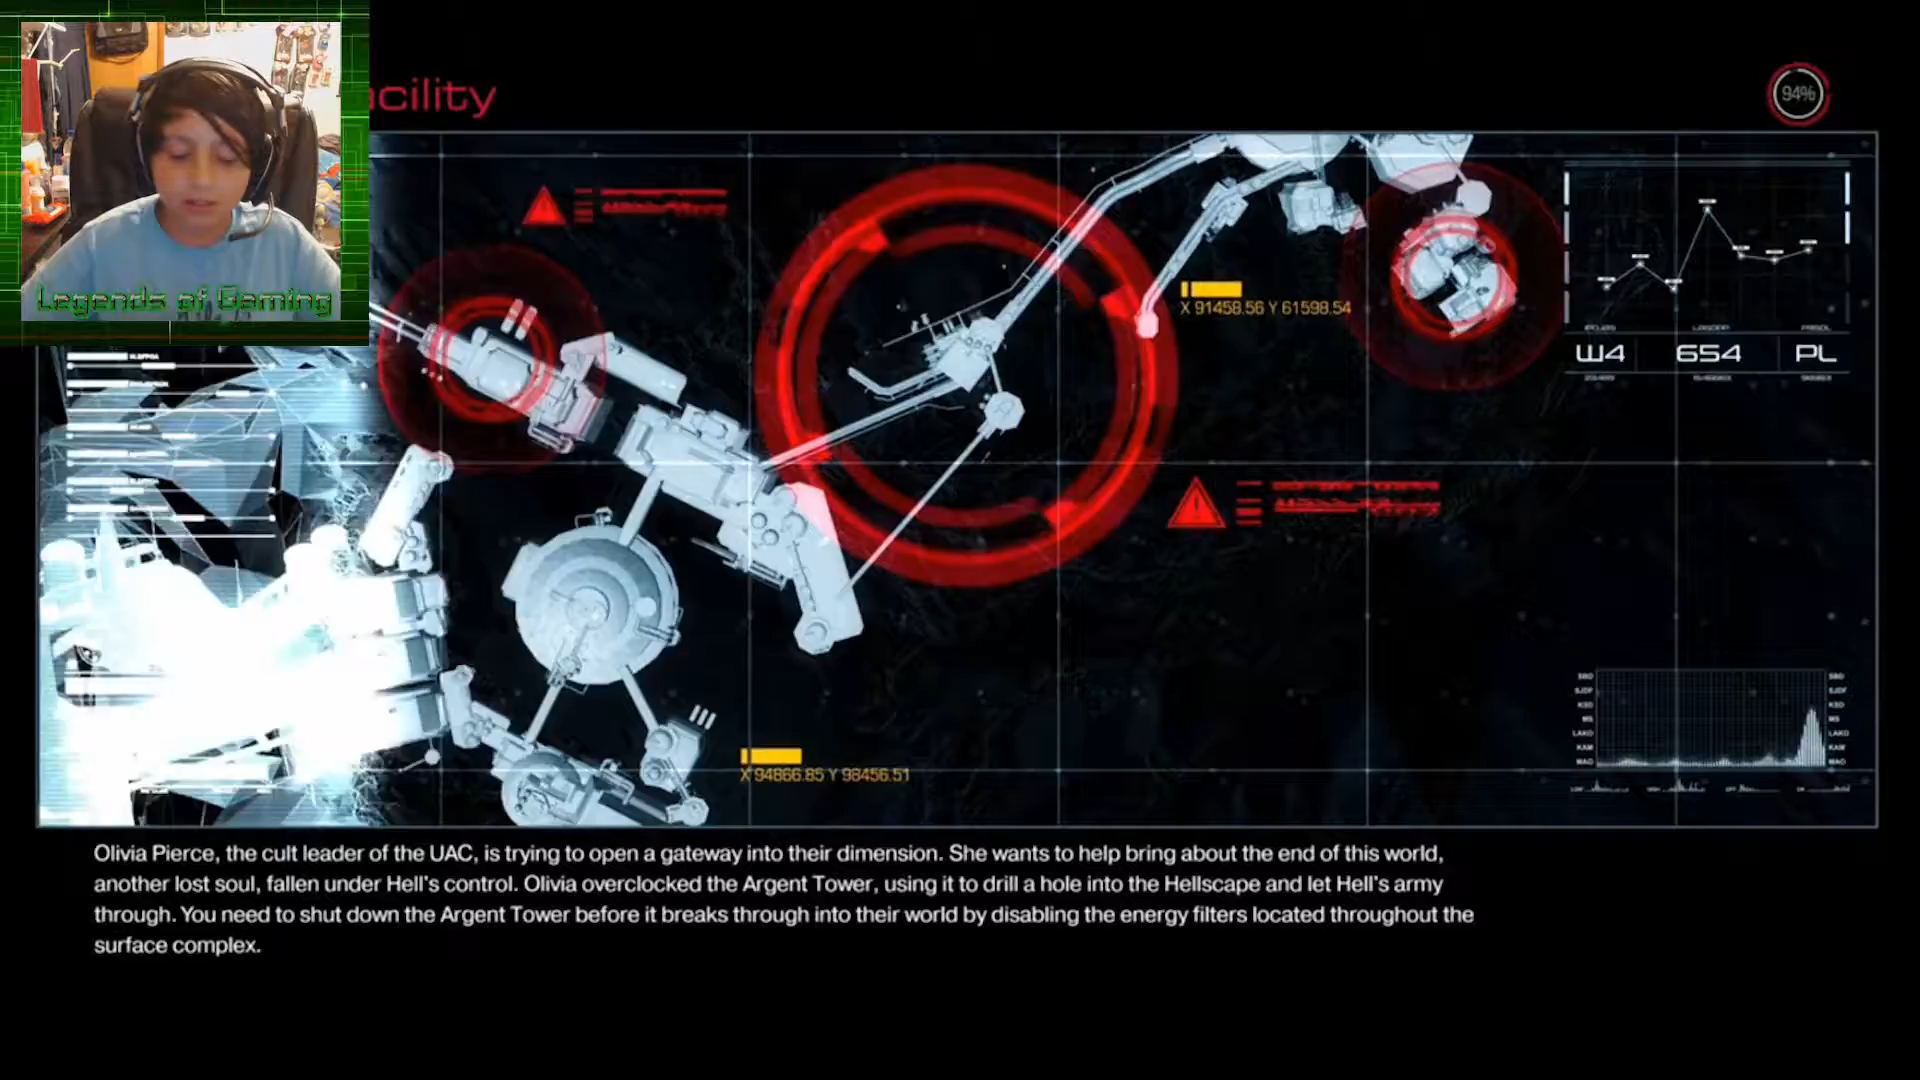 acility
94%
Legends of Gaming
X 91458.56 Y 61598.54
W4 654 PL
X 94866.85 Y 98456.51
Olivia Pierce, the cult leader of the UAC, is trying to open a gateway into their dimension. She wants to help bring about the end of this world,
another lost soul, fallen under Hell's control. Olivia overclocked the Argent Tower, using it to drill a hole into the Hellscape and let Hell's army
through. You need to shut down the Argent Tower before it breaks through into their world by disabling the energy filters located throughout the
surface complex.